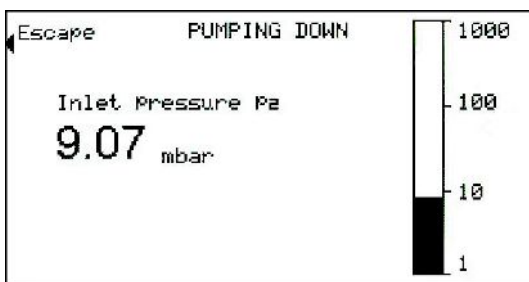 Escape
PUMPING DOWN
Inlet Pressure Pa
9.07 mbar
1000
100
10
1